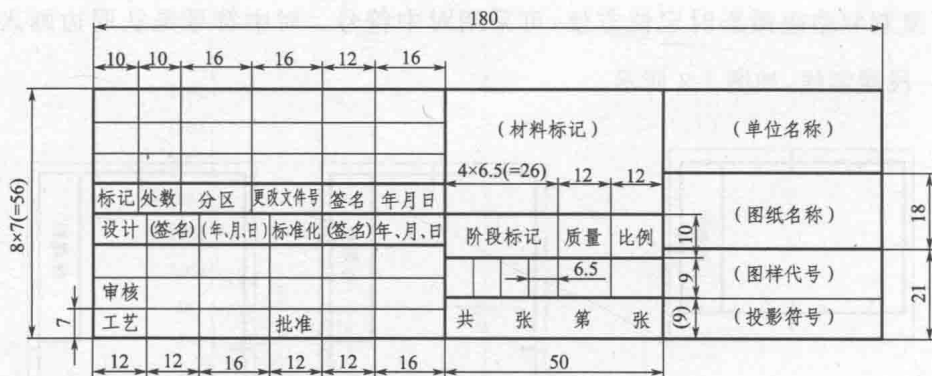 180
10 10 16 16 12 16
(材料标记) (单位名称)
4×6.5(=26) 12 12
8×7(=56)
标记 处数 分区 更改文件号 签名 年月日
(图纸名称) 18
设计 (签名) (年、月、日) 标准化 (签名) 年、月、日
阶段标记 质量 比例 10
6.5 9 (图样代号) 21
审核
7 工艺 批准 共 张 第 张 (9) (投影符号)
12 12 16 12 12 16 50